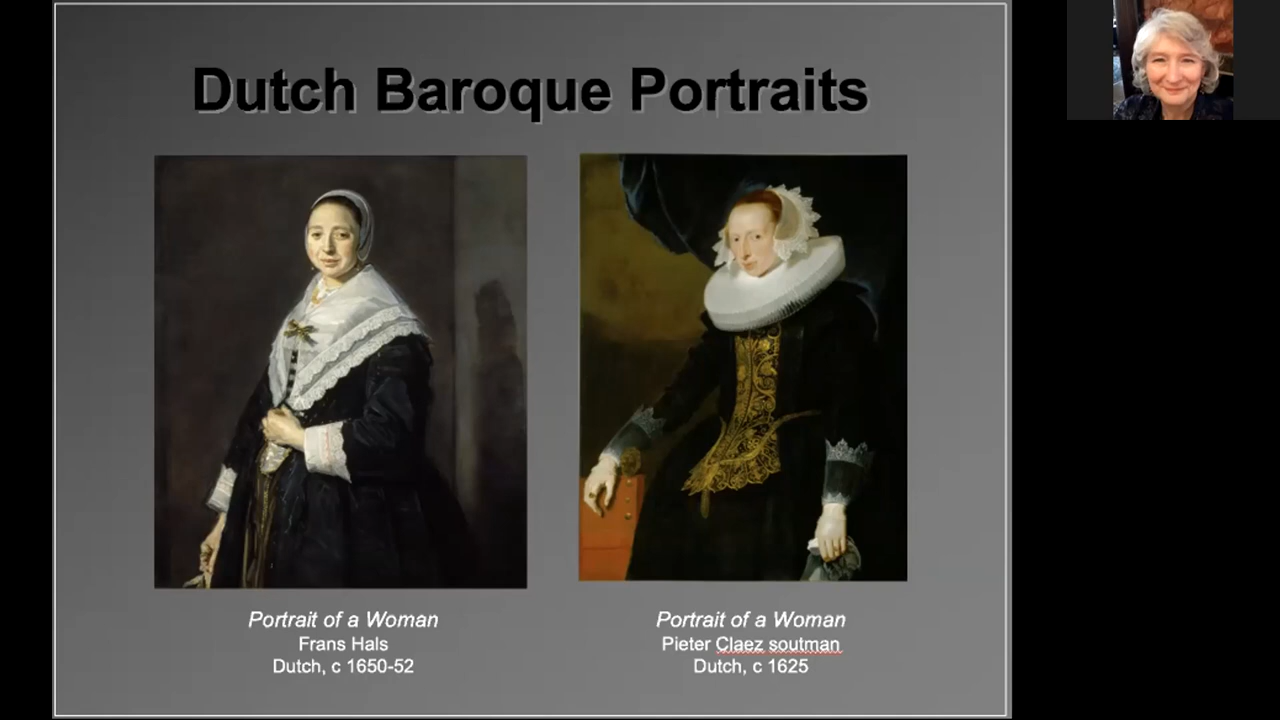 Dutch Baroque Portraits
Portrait of a Woman
Frans Hals
Dutch, c 1650-52
Portrait of a Woman
Pieter Claez soutman
Dutch, c 1625